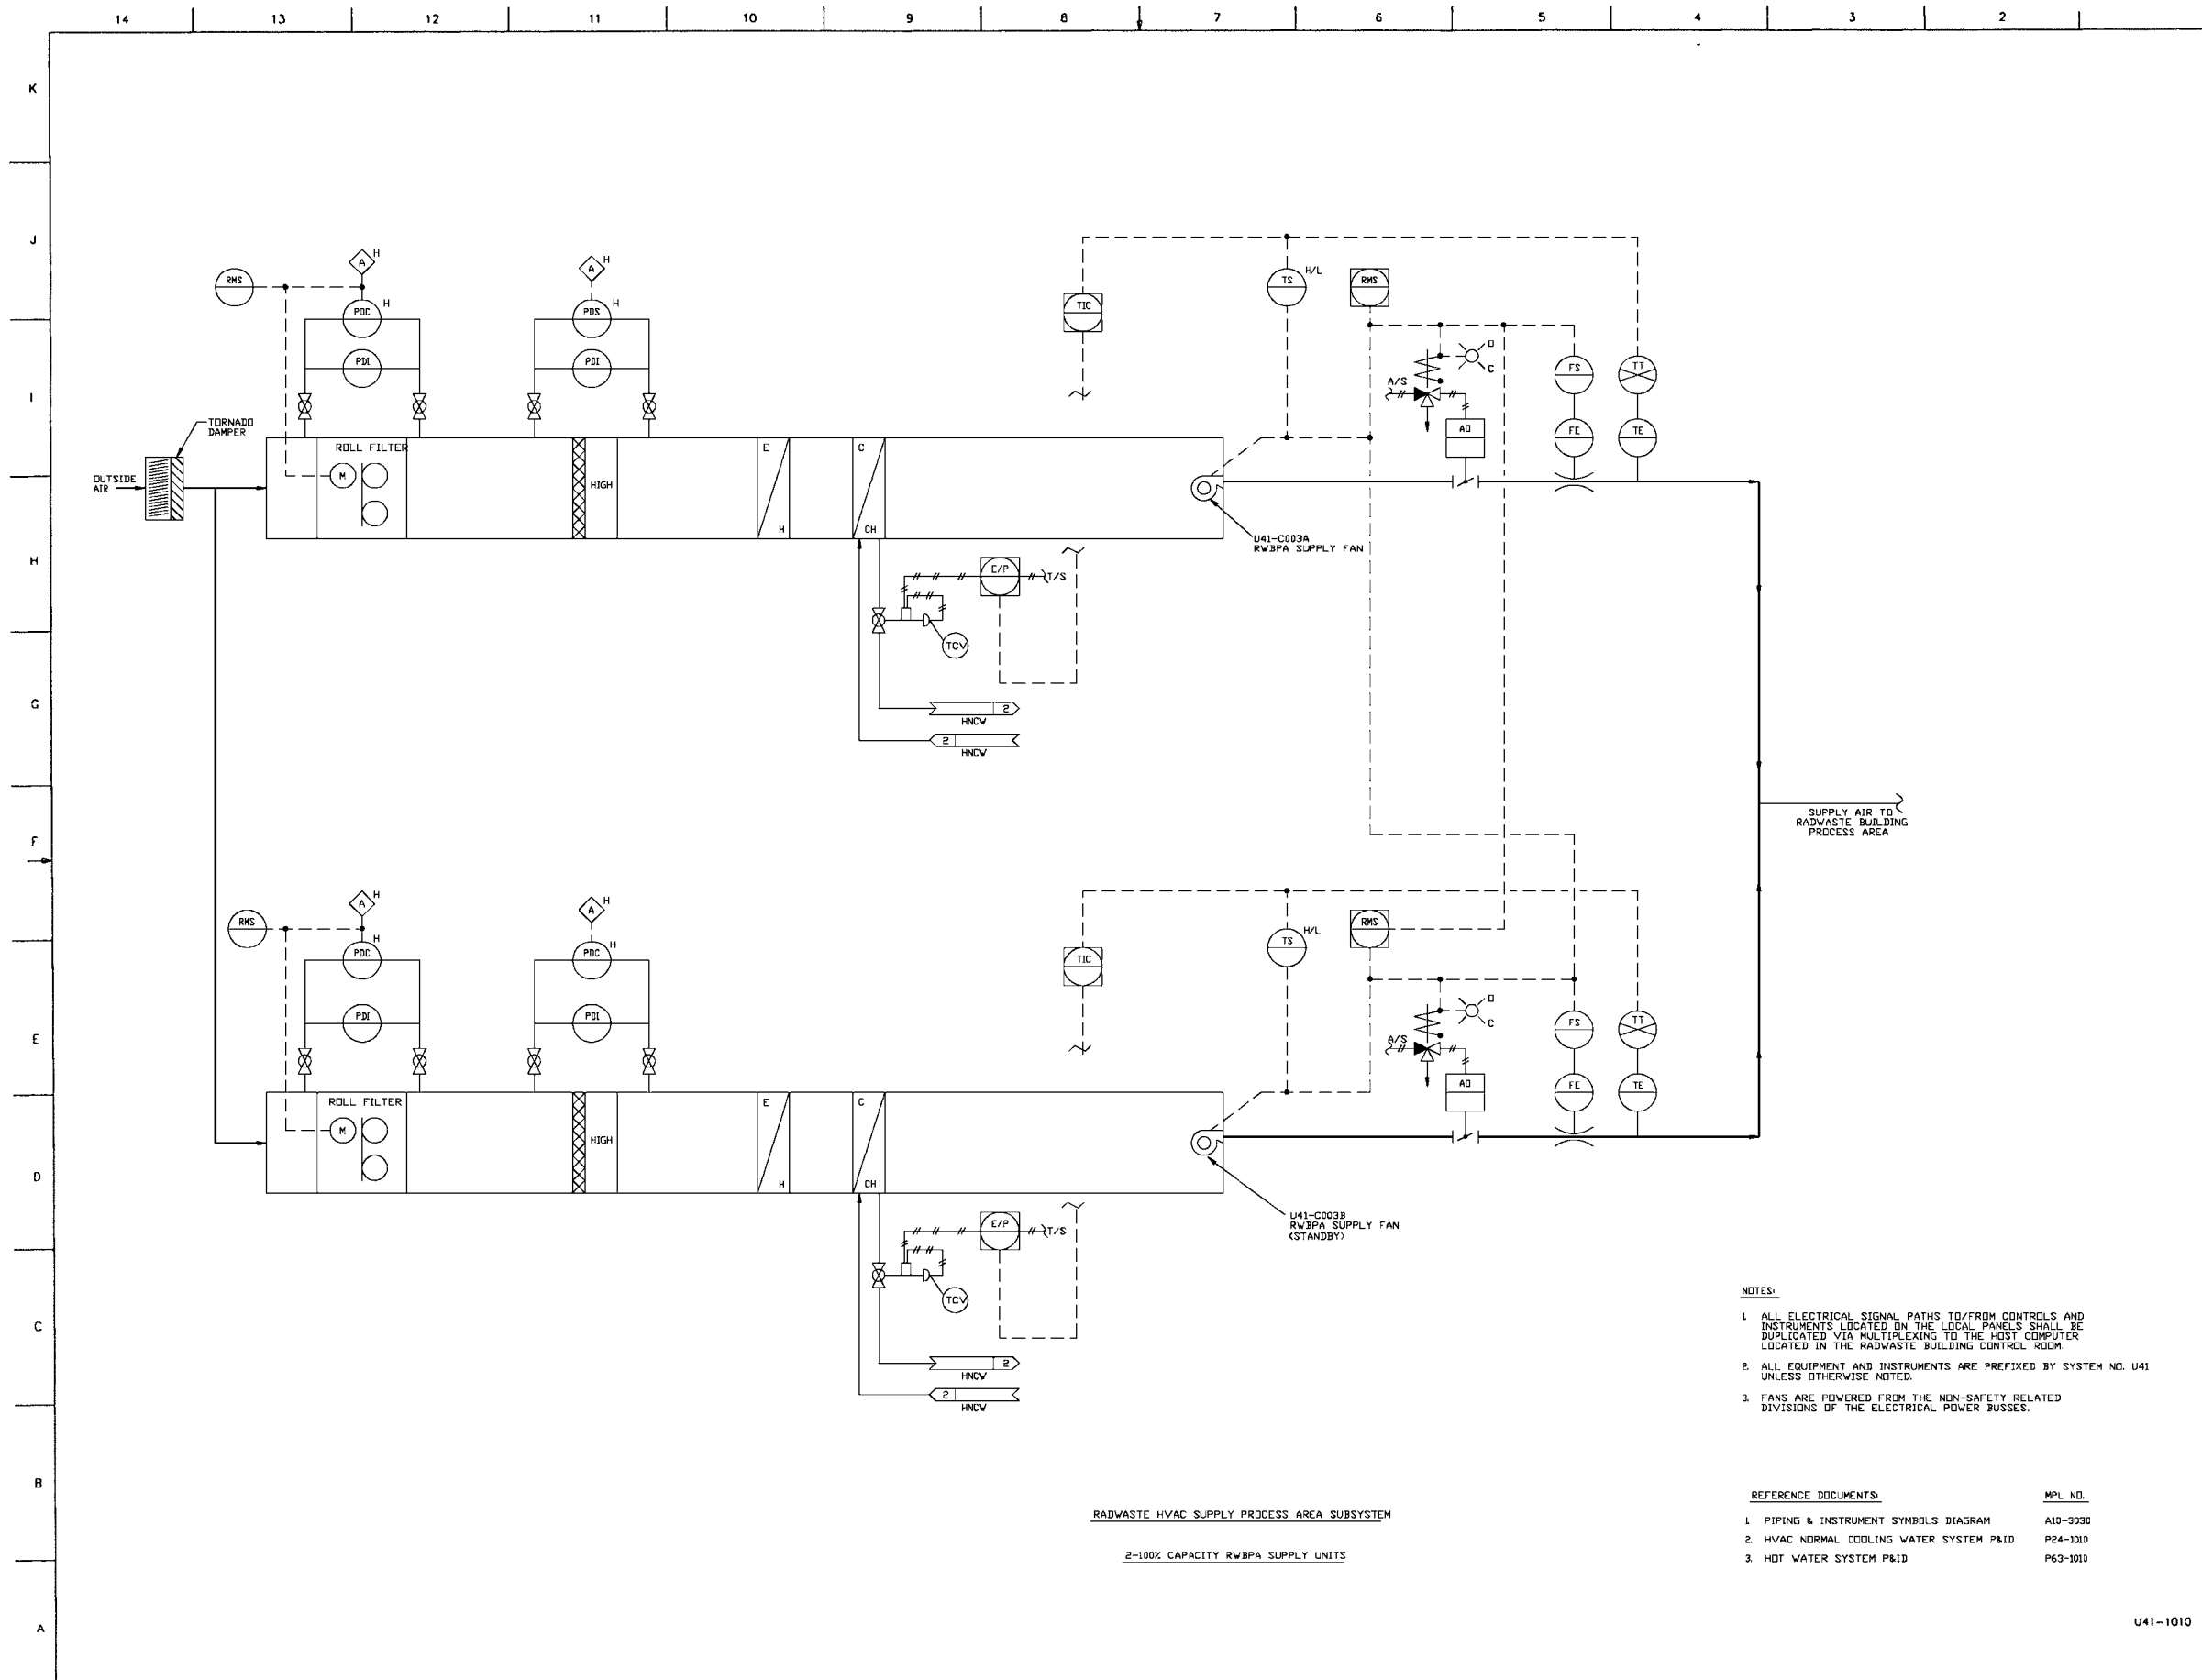 14 13 12 11 10 9 8 7 6 5 4 3 2
K
J
I
H
G
F
E
D
C
B
A
A H
A H
RMS
PDC H
PDS H
PDI
PDI
TIC
TS H/L
RMS
O
C
A/S
FS
TT
AO
FE
TE
TORNADO
DAMPER
OUTSIDE
AIR
ROLL FILTER
M
HIGH
E
H
C
CH
U41-C003A
RWBPA SUPPLY FAN
E/P
T/S
TCV
2
HNCW
2
HNCW
SUPPLY AIR TO
RADWASTE BUILDING
PROCESS AREA
A H
A H
RMS
PDC H
PDC H
PDI
PDI
TIC
TS H/L
RMS
O
C
A/S
FS
TT
AO
FE
TE
ROLL FILTER
M
HIGH
E
H
C
CH
U41-C003B
RWBPA SUPPLY FAN
(STANDBY)
E/P
T/S
TCV
2
HNCW
2
HNCW
NOTES:
1. ALL ELECTRICAL SIGNAL PATHS TO/FROM CONTROLS AND
INSTRUMENTS LOCATED ON THE LOCAL PANELS SHALL BE
DUPLICATED VIA MULTIPLEXING TO THE HOST COMPUTER
LOCATED IN THE RADWASTE BUILDING CONTROL ROOM.
2. ALL EQUIPMENT AND INSTRUMENTS ARE PREFIXED BY SYSTEM NO. U41
UNLESS OTHERWISE NOTED.
3. FANS ARE POWERED FROM THE NON-SAFETY RELATED
DIVISIONS OF THE ELECTRICAL POWER BUSSES.
REFERENCE DOCUMENTS: MPL NO.
1. PIPING & INSTRUMENT SYMBOLS DIAGRAM A10-3030
2. HVAC NORMAL COOLING WATER SYSTEM P&ID P24-1010
3. HOT WATER SYSTEM P&ID P63-1010
RADWASTE HVAC SUPPLY PROCESS AREA SUBSYSTEM
2-100% CAPACITY RWBPA SUPPLY UNITS
U41-1010